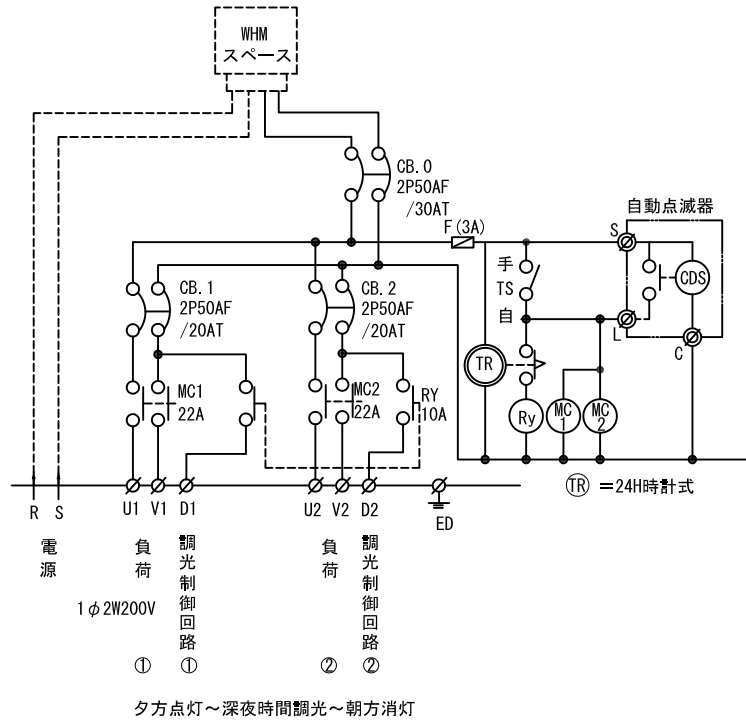 WHM
スペース
CB.0
2P50AF
/30AT
F(3A)
自動点滅器
S
手
TS
自
CDS
L
C
CB.1
2P50AF
/20AT
CB.2
2P50AF
/20AT
TR
MC1
22A
MC2
22A
RY
10A
Ry
MC
1
MC
2
TR =24H時計式
R S U1 V1 D1 U2 V2 D2 ED
電源
負荷
調光制御回路
負荷
調光制御回路
1φ2W200V
① ① ② ②
夕方点灯～深夜時間調光～朝方消灯